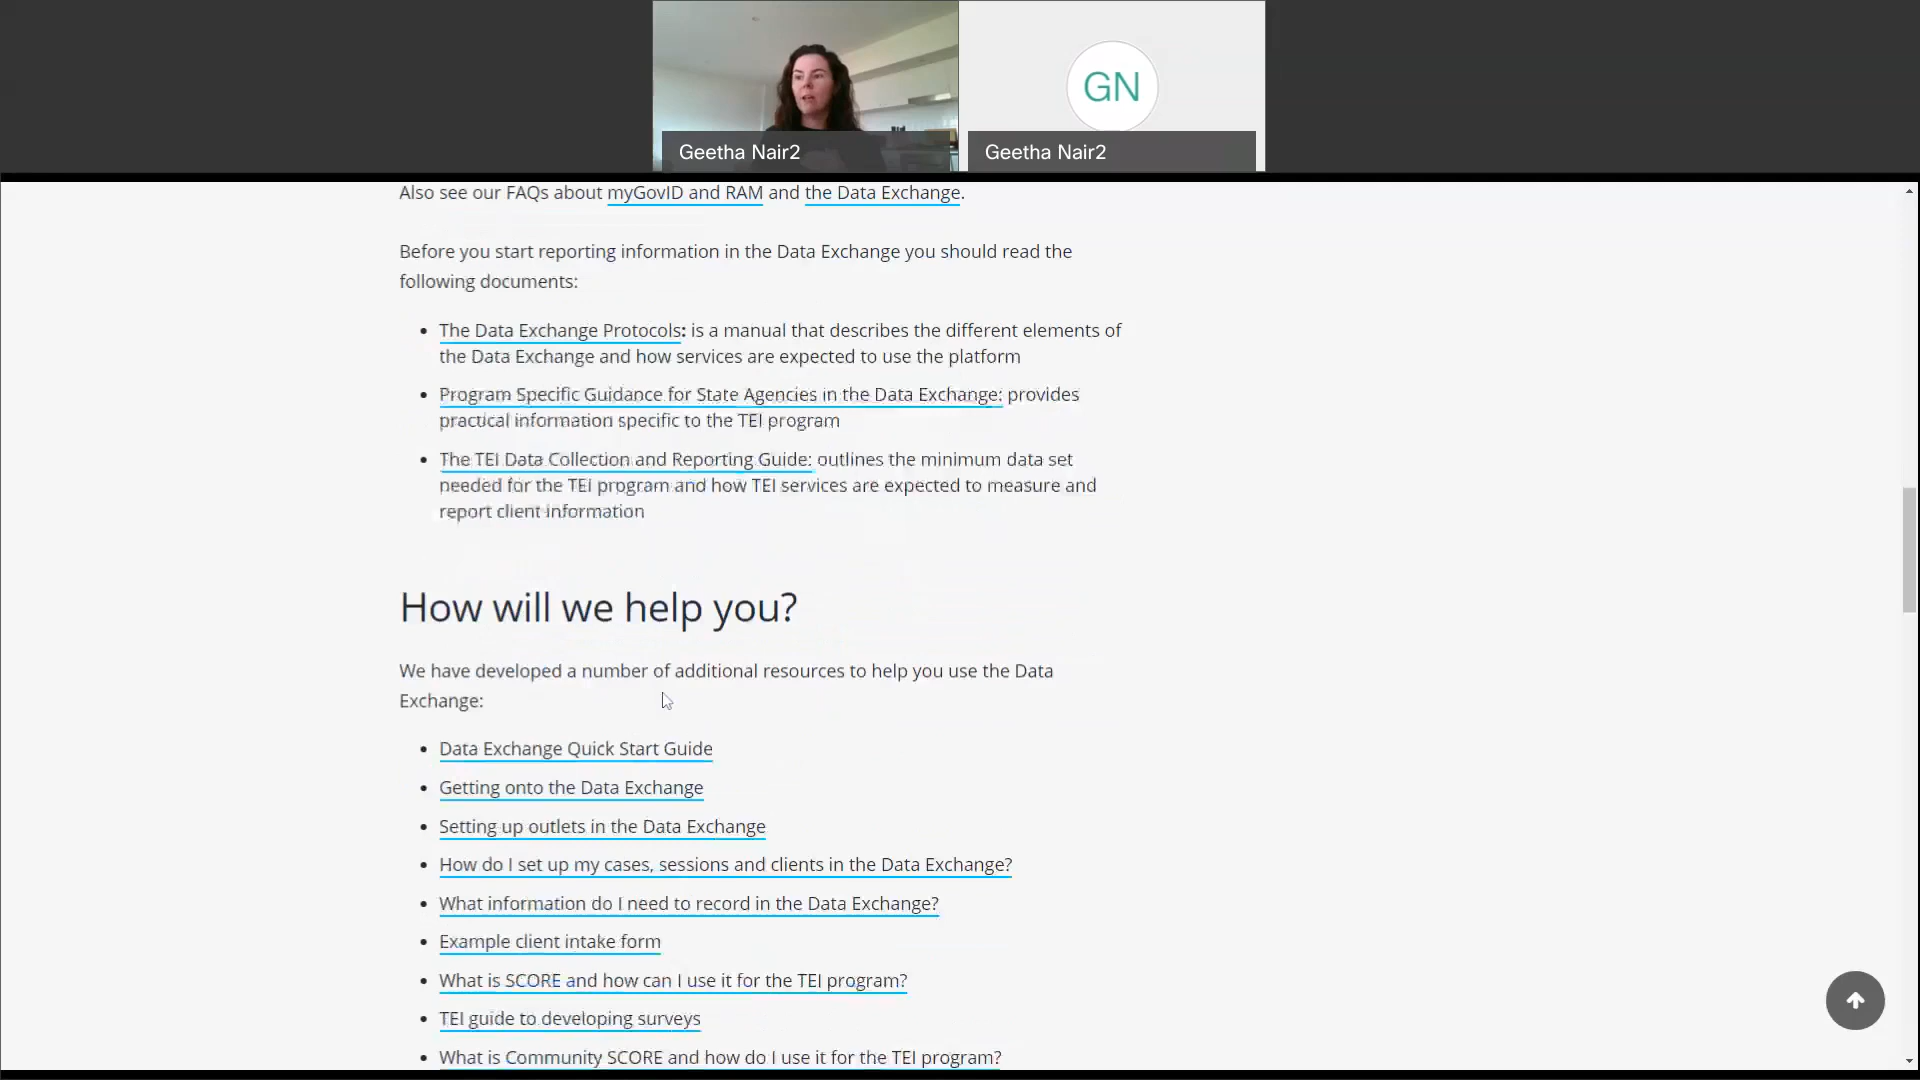 GN
Geetha Nair2
Geetha Nair2
Also see our FAQs about myGovID and RAM and the Data Exchange.
Before you start reporting information in the Data Exchange you should read the
following documents:
• The Data Exchange Protocols: is a manual that describes the different elements of
the Data Exchange and how services are expected to use the platform
• Program Specific Guidance for State Agencies in the Data Exchange: provides
practical information specific to the TEI program
• The TEI Data Collection and Reporting Guide: outlines the minimum data set
needed for the TEI program and how TEI services are expected to measure and
report client information
How will we help you?
We have developed a number of additional resources to help you use the Data
Exchange:
• Data Exchange Quick Start Guide
• Getting onto the Data Exchange
• Setting up outlets in the Data Exchange
• How do I set up my cases, sessions and clients in the Data Exchange?
• What information do I need to record in the Data Exchange?
• Example client intake form
• What is SCORE and how can I use it for the TEI program?
• TEI guide to developing surveys
• What is Community SCORE and how do I use it for the TEI program?